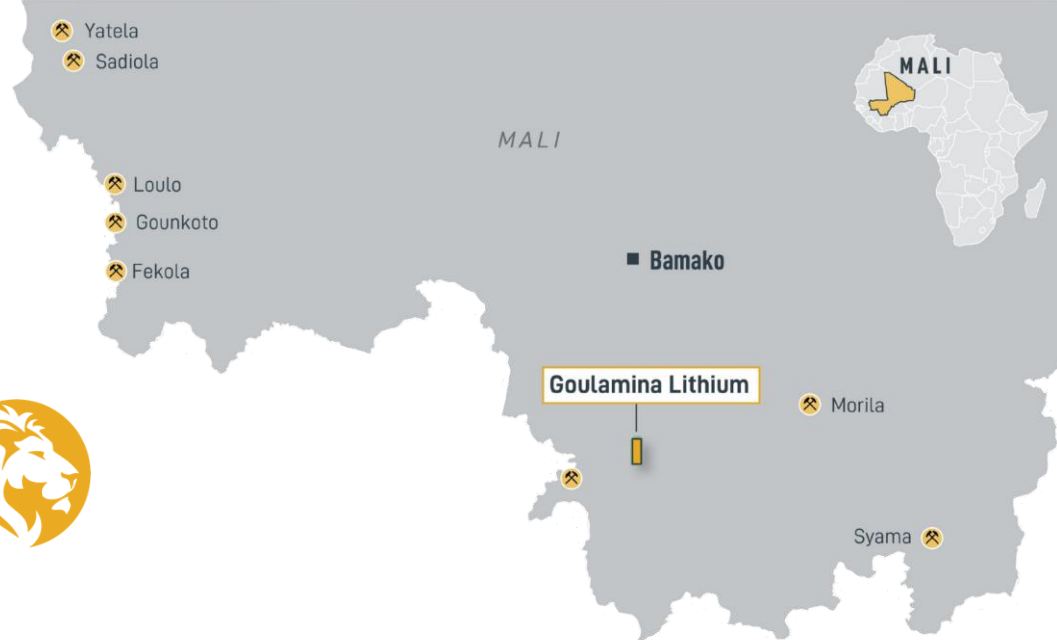 Yatela
Sadiola
MALI
MALI
Loulo
Gounkoto
Fekola
Bamako
Goulamina Lithium
Morila
Syama